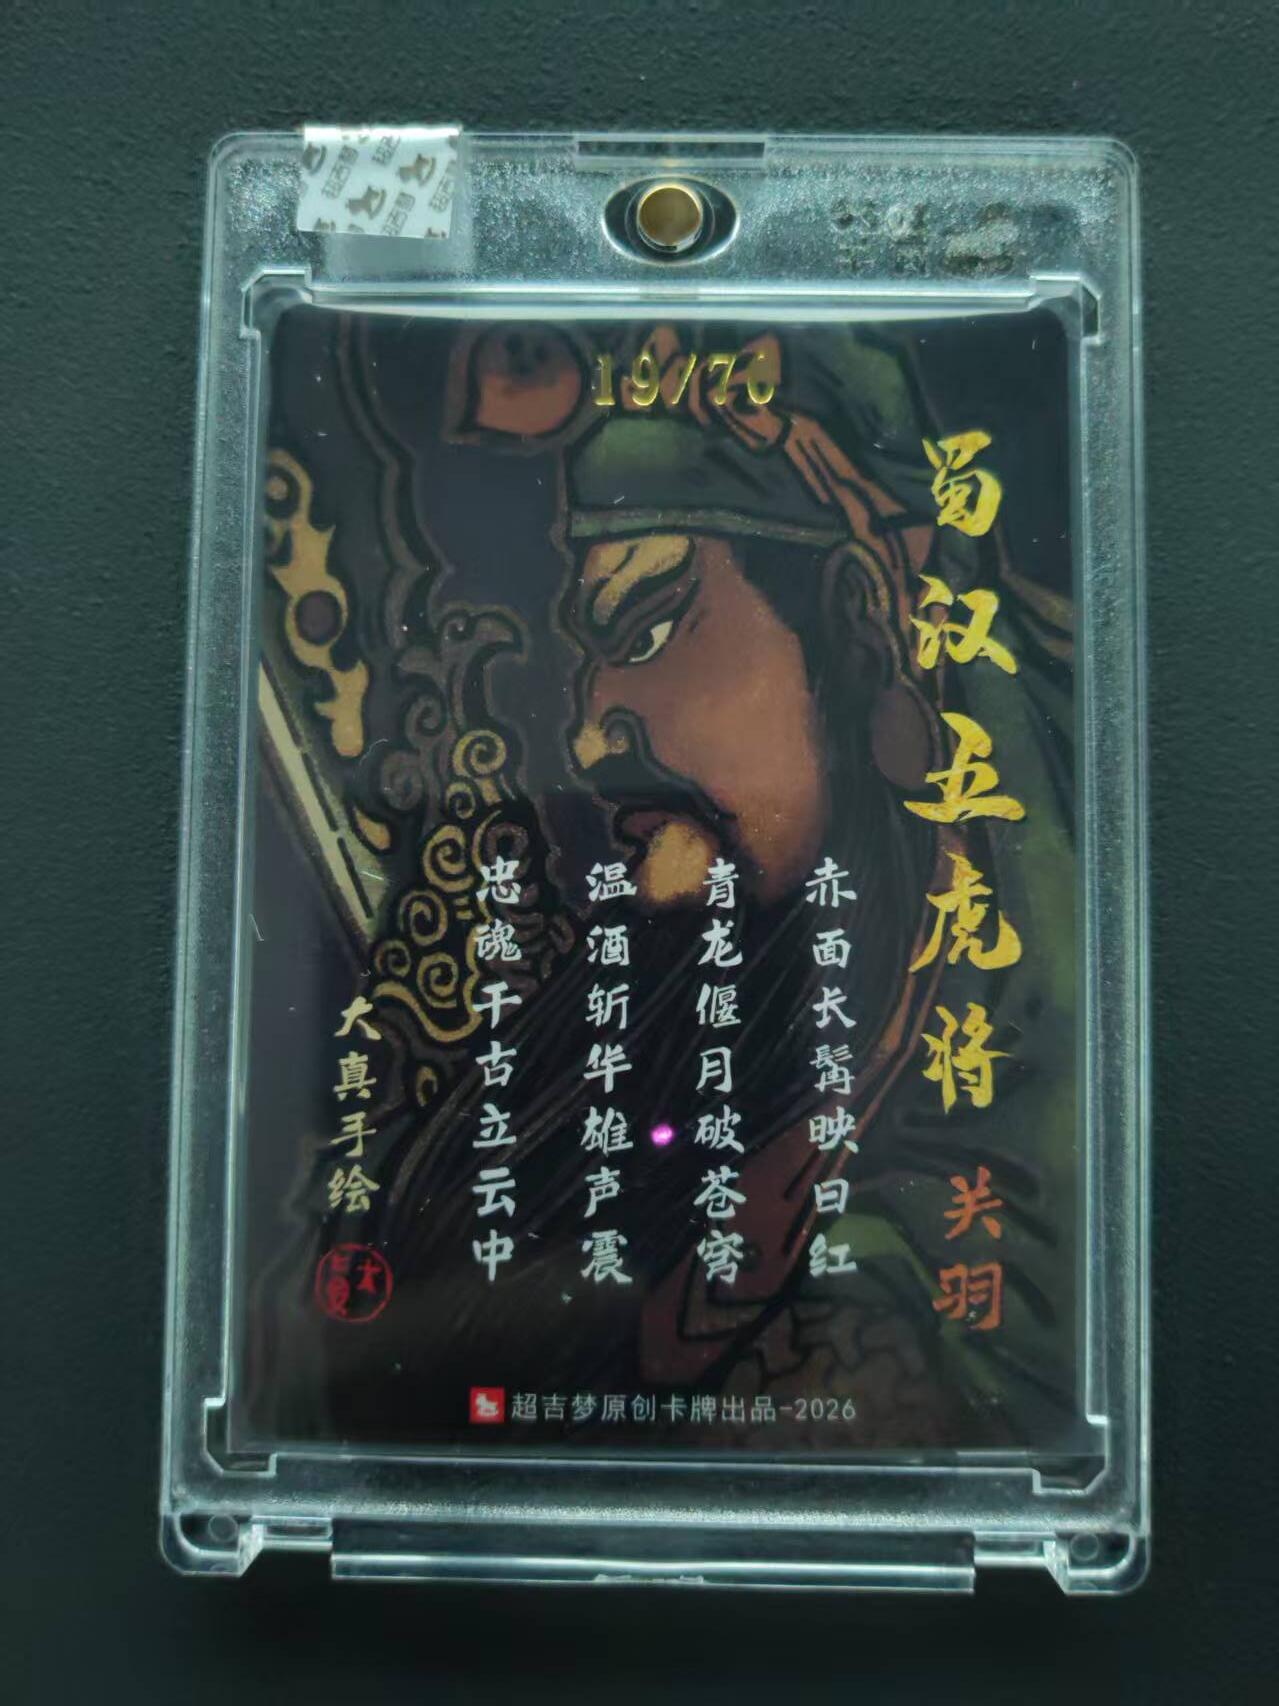 19/70
蜀汉五虎将
关羽
赤面长髯映日红
青龙偃月破苍穹
温酒斩华雄声震
忠魂千古立云中
大真手绘
大真
超吉梦原创卡牌出品-2026